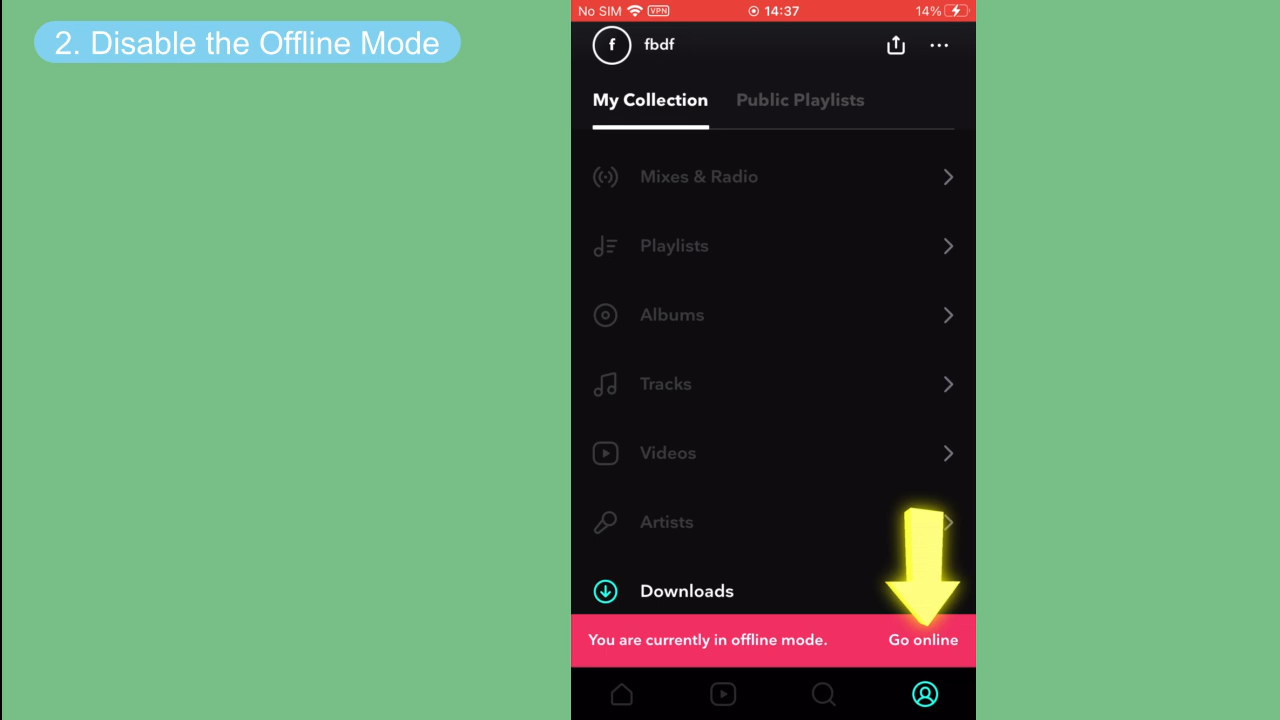 2. Disable the Offline Mode
No SIM VPN 14:37 14%
f fbdf
My Collection Public Playlists
Mixes & Radio
Playlists
Albums
Tracks
Videos
Artists
Downloads
You are currently in offline mode. Go online